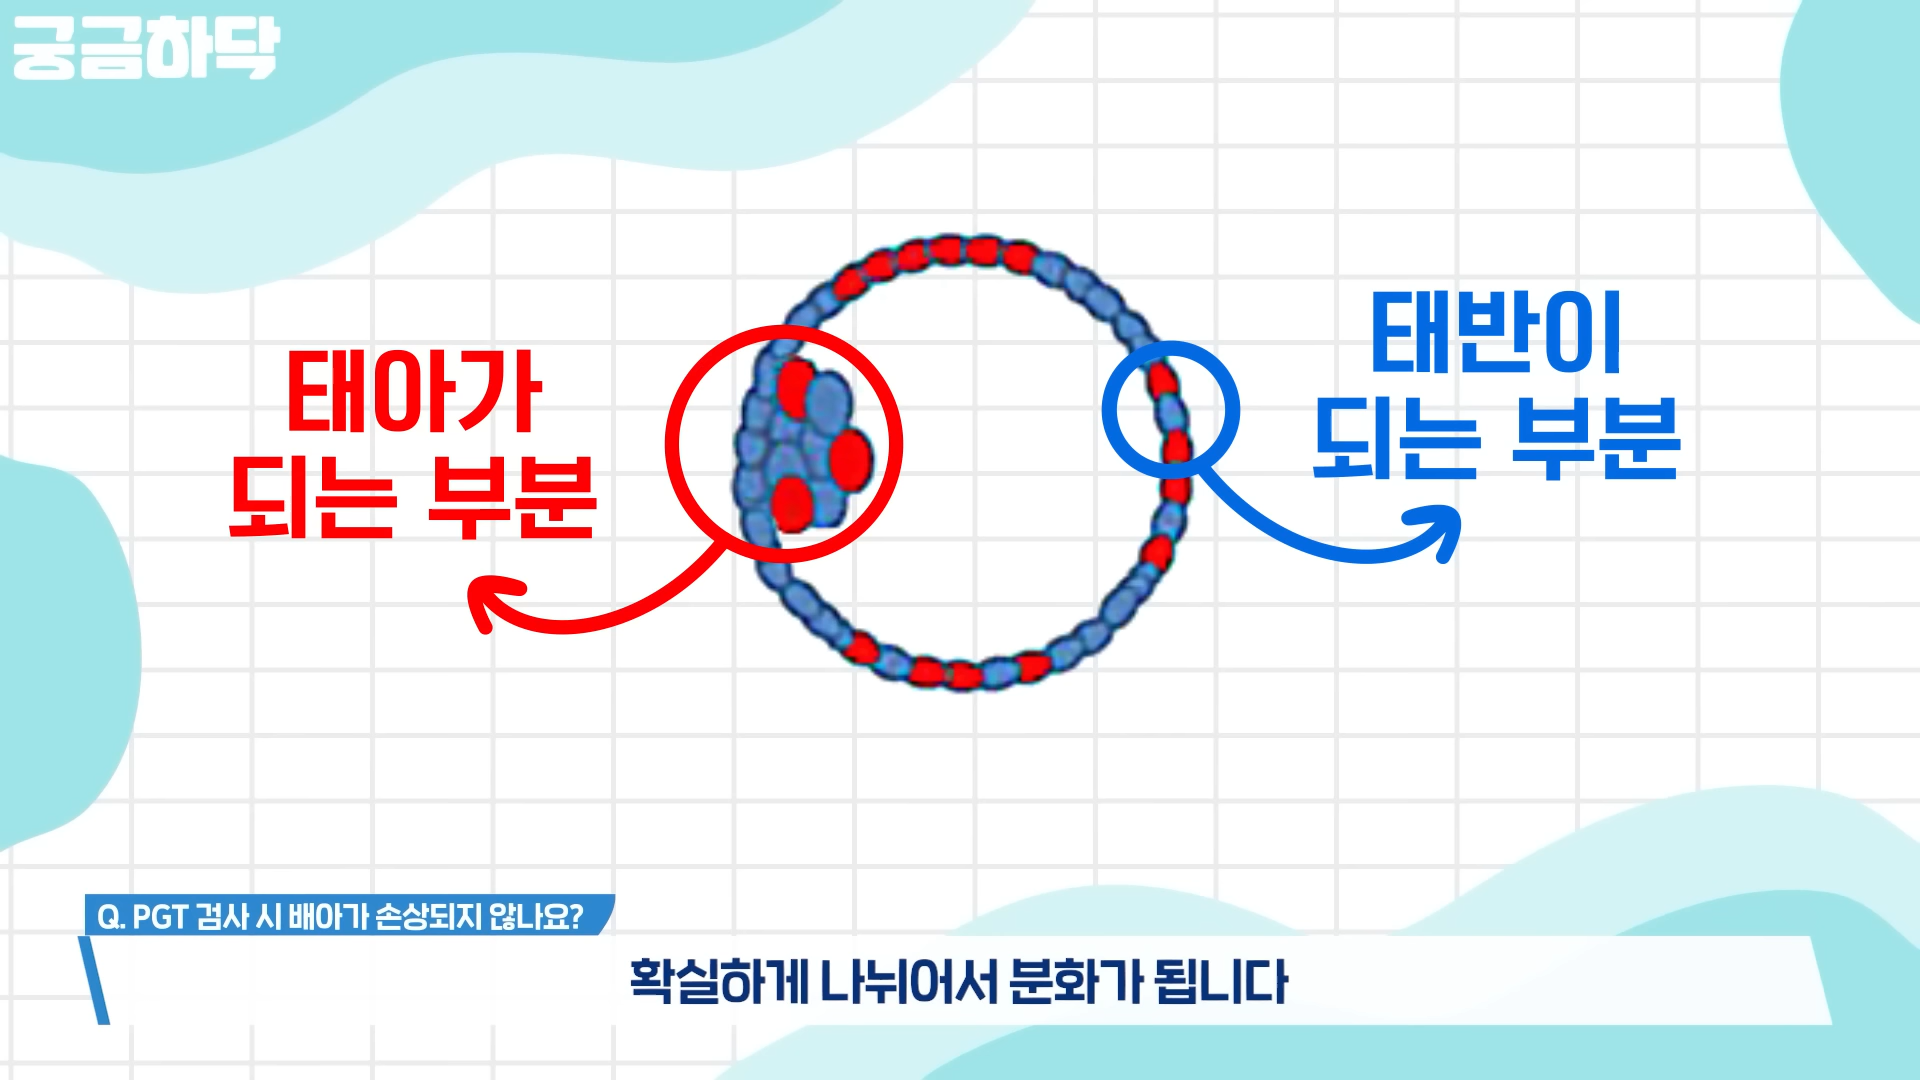 궁금하닥
태아가
되는 부분
태반이
되는 부분
Q. PGT 검사 시 배아가 손상되지 않나요?
확실하게 나뉘어서 분화가 됩니다